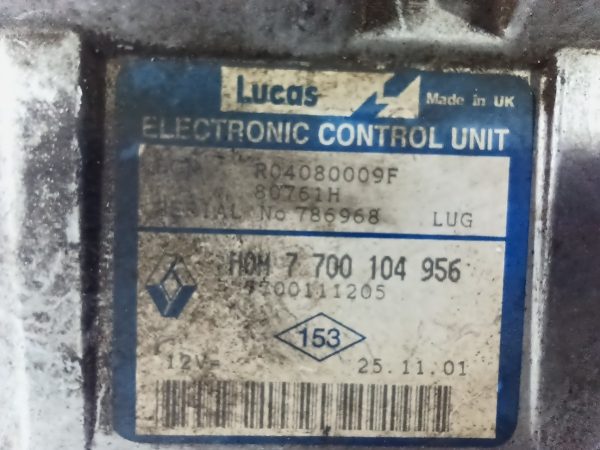 Lucas
Made in UK
ELECTRONIC CONTROL UNIT
R04080009F
80761H
SERIAL No 786968 LUG
HOM 7 700 104 956
7700111205
153
12V= 25.11.01